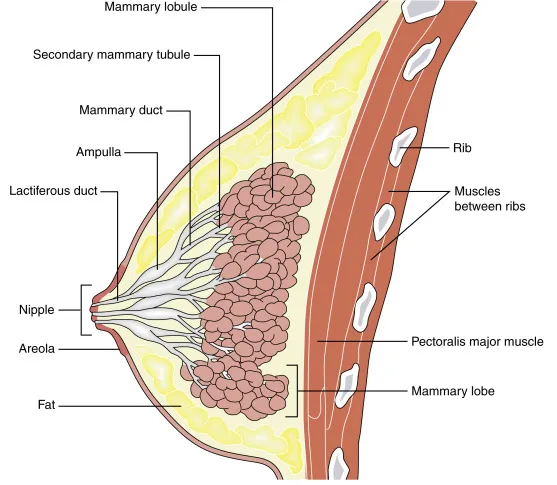 Mammary lobule
Secondary mammary tubule
Mammary duct
Ampulla
Lactiferous duct
Nipple
Areola
Fat
Rib
Muscles
between ribs
Pectoralis major muscle
Mammary lobe